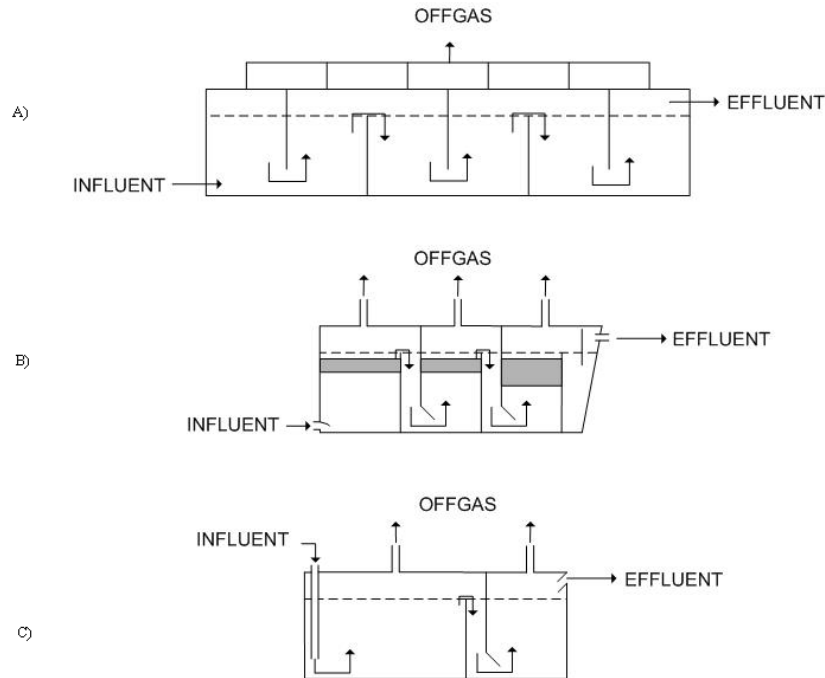 OFFGAS
A)
EFFLUENT
INFLUENT
OFFGAS
B)
EFFLUENT
INFLUENT
OFFGAS
INFLUENT
EFFLUENT
C)